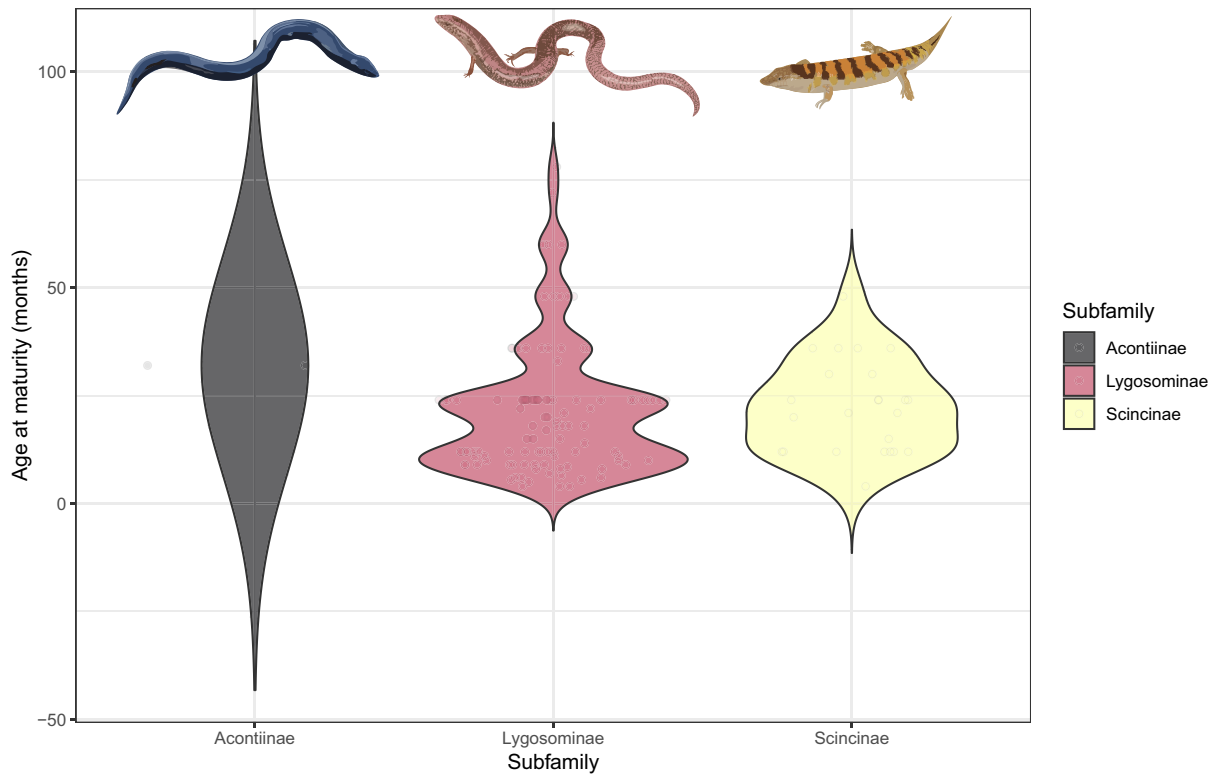 Age at maturity (months)
100
50
0
−50
Acontiinae
Lygosominae
Scincinae
Subfamily
Subfamily
Acontiinae
Lygosominae
Scincinae